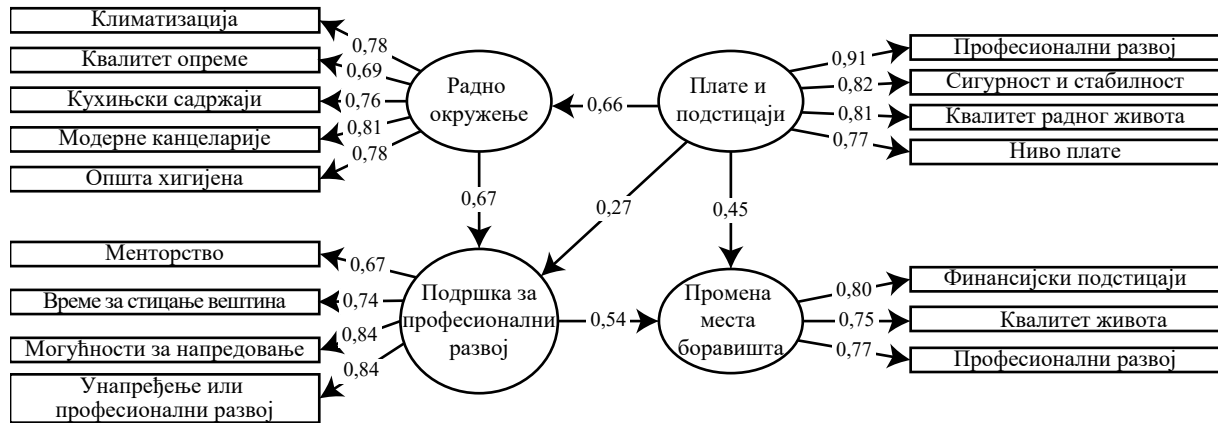 Климатизација
Квалитет опреме
Кухињски садржаји
Модерне канцеларије
Општа хигијена
0,78
0,69
0,76
0,81
0,78
Радно
окружење
0,66
Плате и
подстицаји
0,91
0,82
0,81
0,77
Професионални развој
Сигурност и стабилност
Квалитет радног живота
Ниво плате
0,67
0,27
0,45
Менторство
Време за стицање вештина
Могућности за напредовање
Унапређење или
професионални развој
0,67
0,74
0,84
0,84
Подршка за
професионални
развој
0,54
Промена
места
боравишта
0,80
0,75
0,77
Финансијски подстицаји
Квалитет живота
Професионални развој